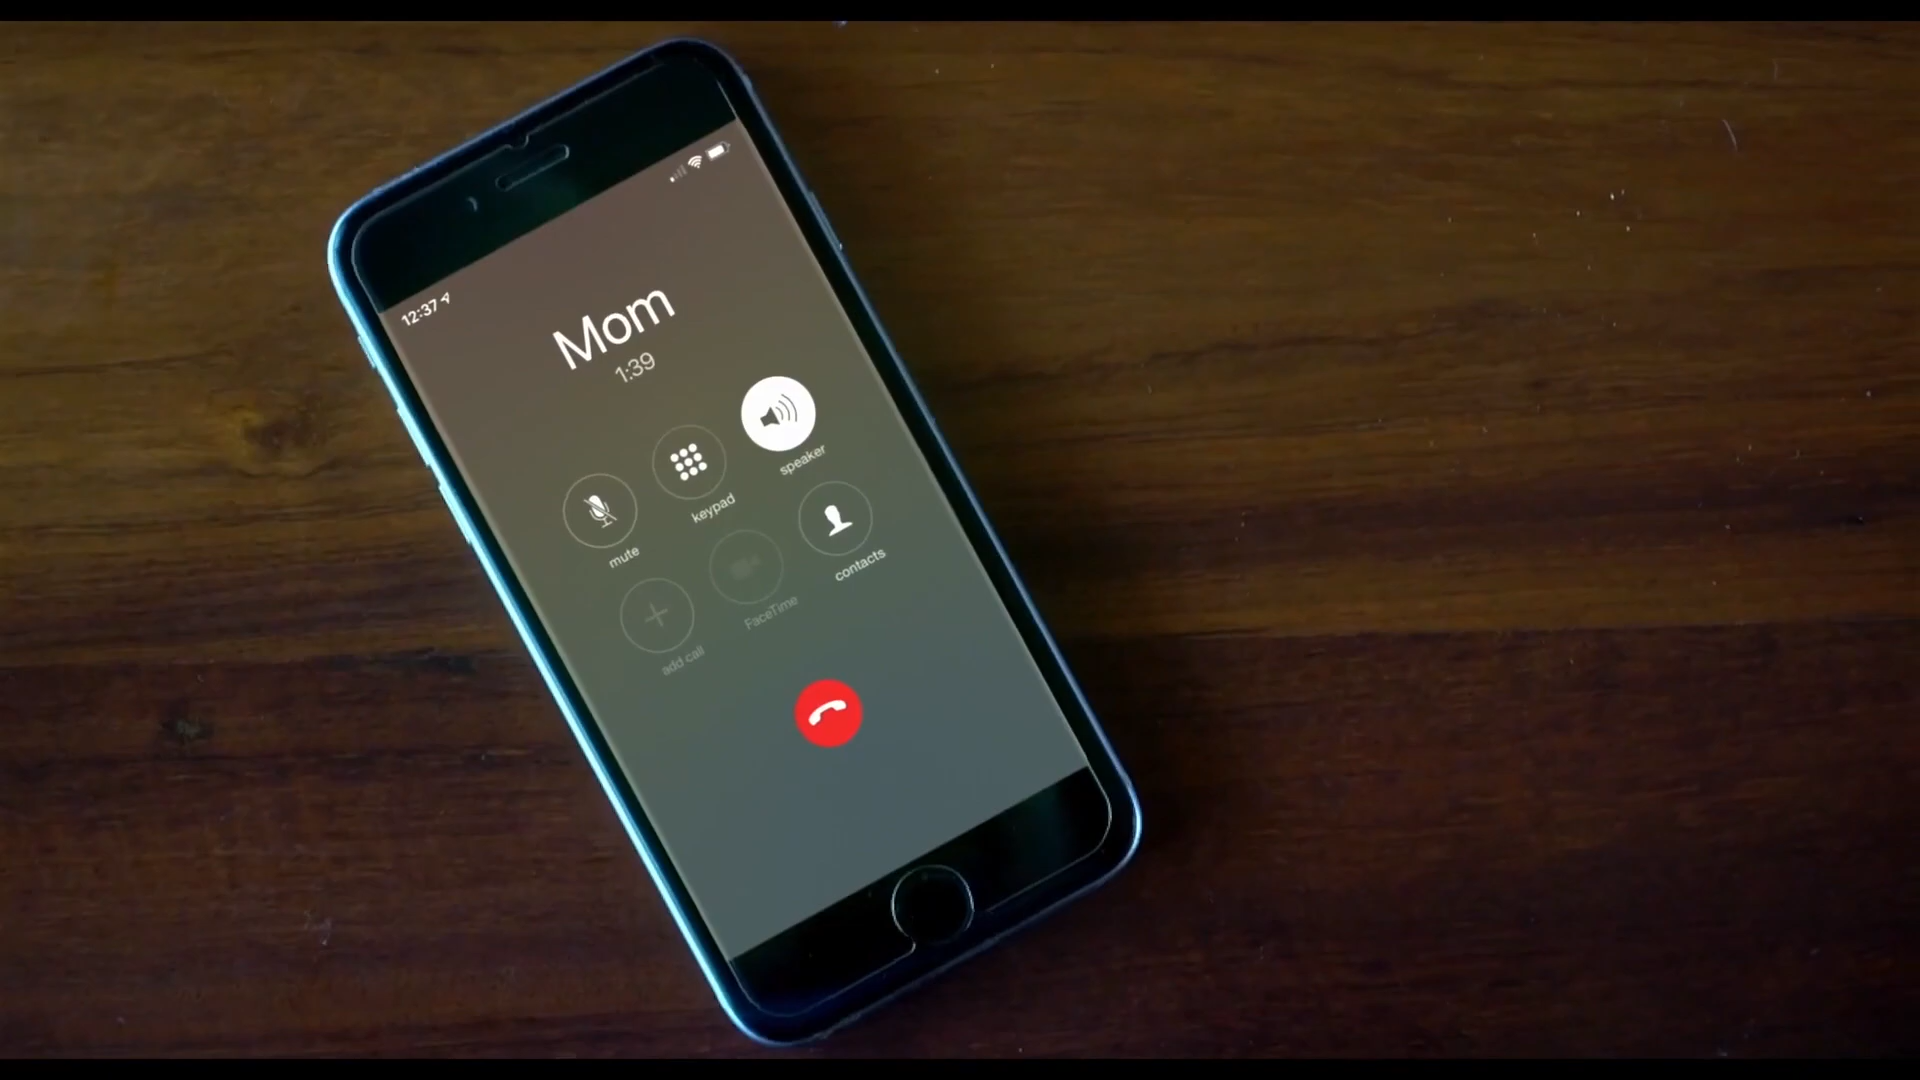 12:37
Mom
1:39
mute
keypad
speaker
add call
FaceTime
contacts